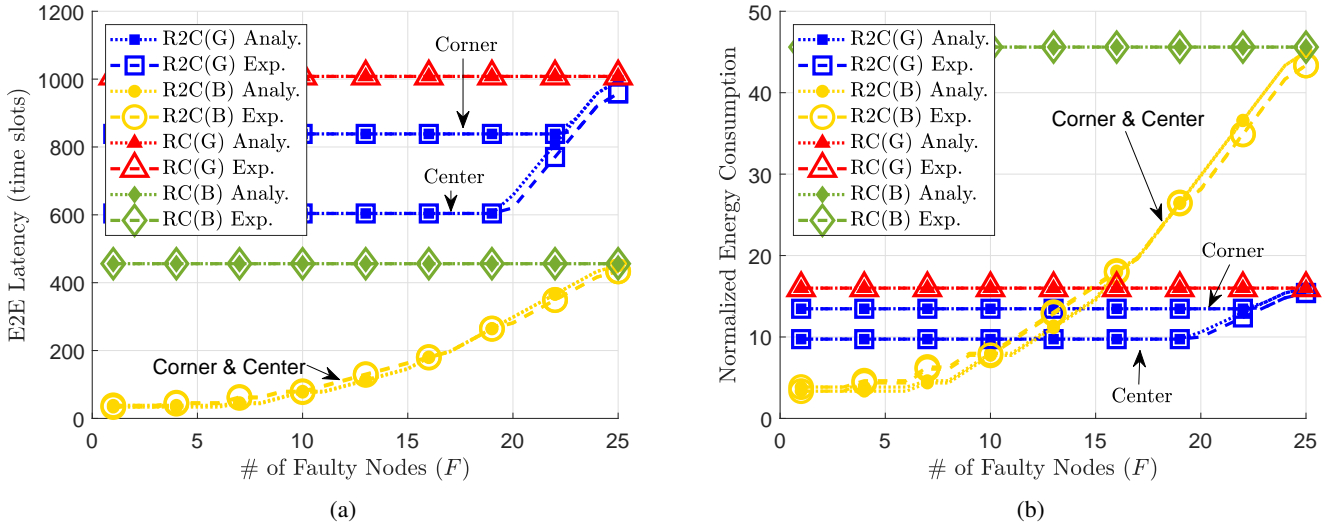 1200
1000
800
600
400
200
0
E2E Latency (time slots)
R2C(G) Analy.
R2C(G) Exp.
R2C(B) Analy.
R2C(B) Exp.
RC(G) Analy.
RC(G) Exp.
RC(B) Analy.
RC(B) Exp.
Corner
Center
Corner & Center
0 5 10 15 20 25
# of Faulty Nodes (F)
(a)
50
40
30
20
10
0
Normalized Energy Consumption
R2C(G) Analy.
R2C(G) Exp.
R2C(B) Analy.
R2C(B) Exp.
RC(G) Analy.
RC(G) Exp.
RC(B) Analy.
RC(B) Exp.
Corner & Center
Corner
Center
0 5 10 15 20 25
# of Faulty Nodes (F)
(b)